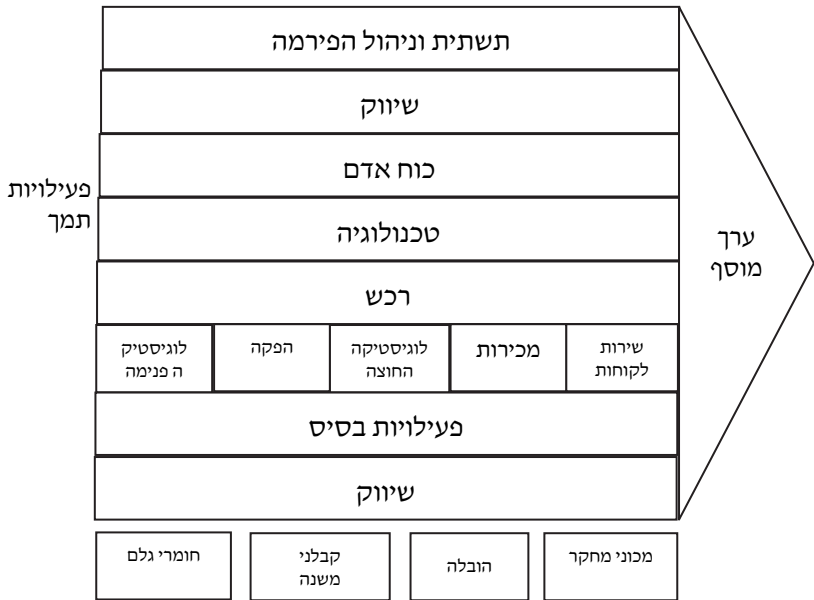 תשתית וניהול הפירמה
שיווק
כוח אדם
טכנולוגיה
רכש
פעילויות
תמך
ערך
מוסף
שירות
לקוחות
מכירות
לוגיסטיקה
החוצה
הפקה
לוגיסטיק
ה פנימה
פעילויות בסיס
שיווק
מכוני מחקר
הובלה
קבלני
משנה
חומרי גלם